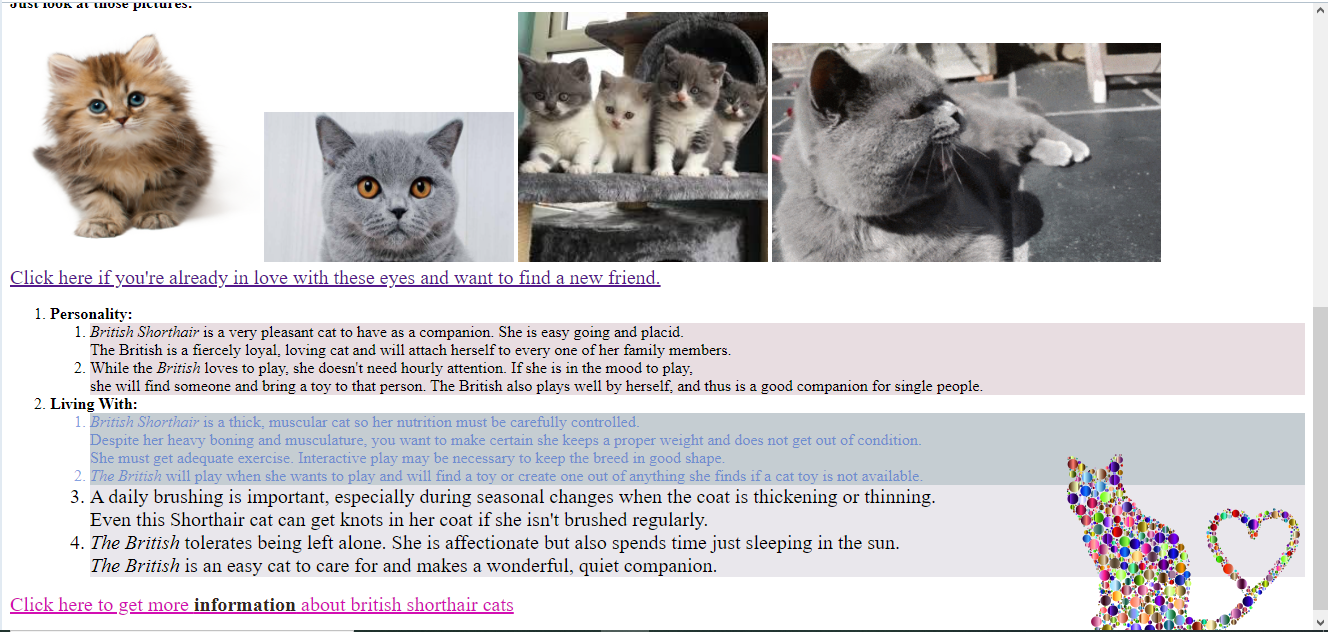 Just look at those pictures:
Click here if you're already in love with these eyes and want to find a new friend.
1. Personality:
1. British Shorthair is a very pleasant cat to have as a companion. She is easy going and placid.
The British is a fiercely loyal, loving cat and will attach herself to every one of her family members.
2. While the British loves to play, she doesn't need hourly attention. If she is in the mood to play,
she will find someone and bring a toy to that person. The British also plays well by herself, and thus is a good companion for single people.
2. Living With:
1. British Shorthair is a thick, muscular cat so her nutrition must be carefully controlled.
Despite her heavy boning and musculature, you want to make certain she keeps a proper weight and does not get out of condition.
She must get adequate exercise. Interactive play may be necessary to keep the breed in good shape.
2. The British will play when she wants to play and will find a toy or create one out of anything she finds if a cat toy is not available.
3. A daily brushing is important, especially during seasonal changes when the coat is thickening or thinning.
Even this Shorthair cat can get knots in her coat if she isn't brushed regularly.
4. The British tolerates being left alone. She is affectionate but also spends time just sleeping in the sun.
The British is an easy cat to care for and makes a wonderful, quiet companion.
Click here to get more information about british shorthair cats